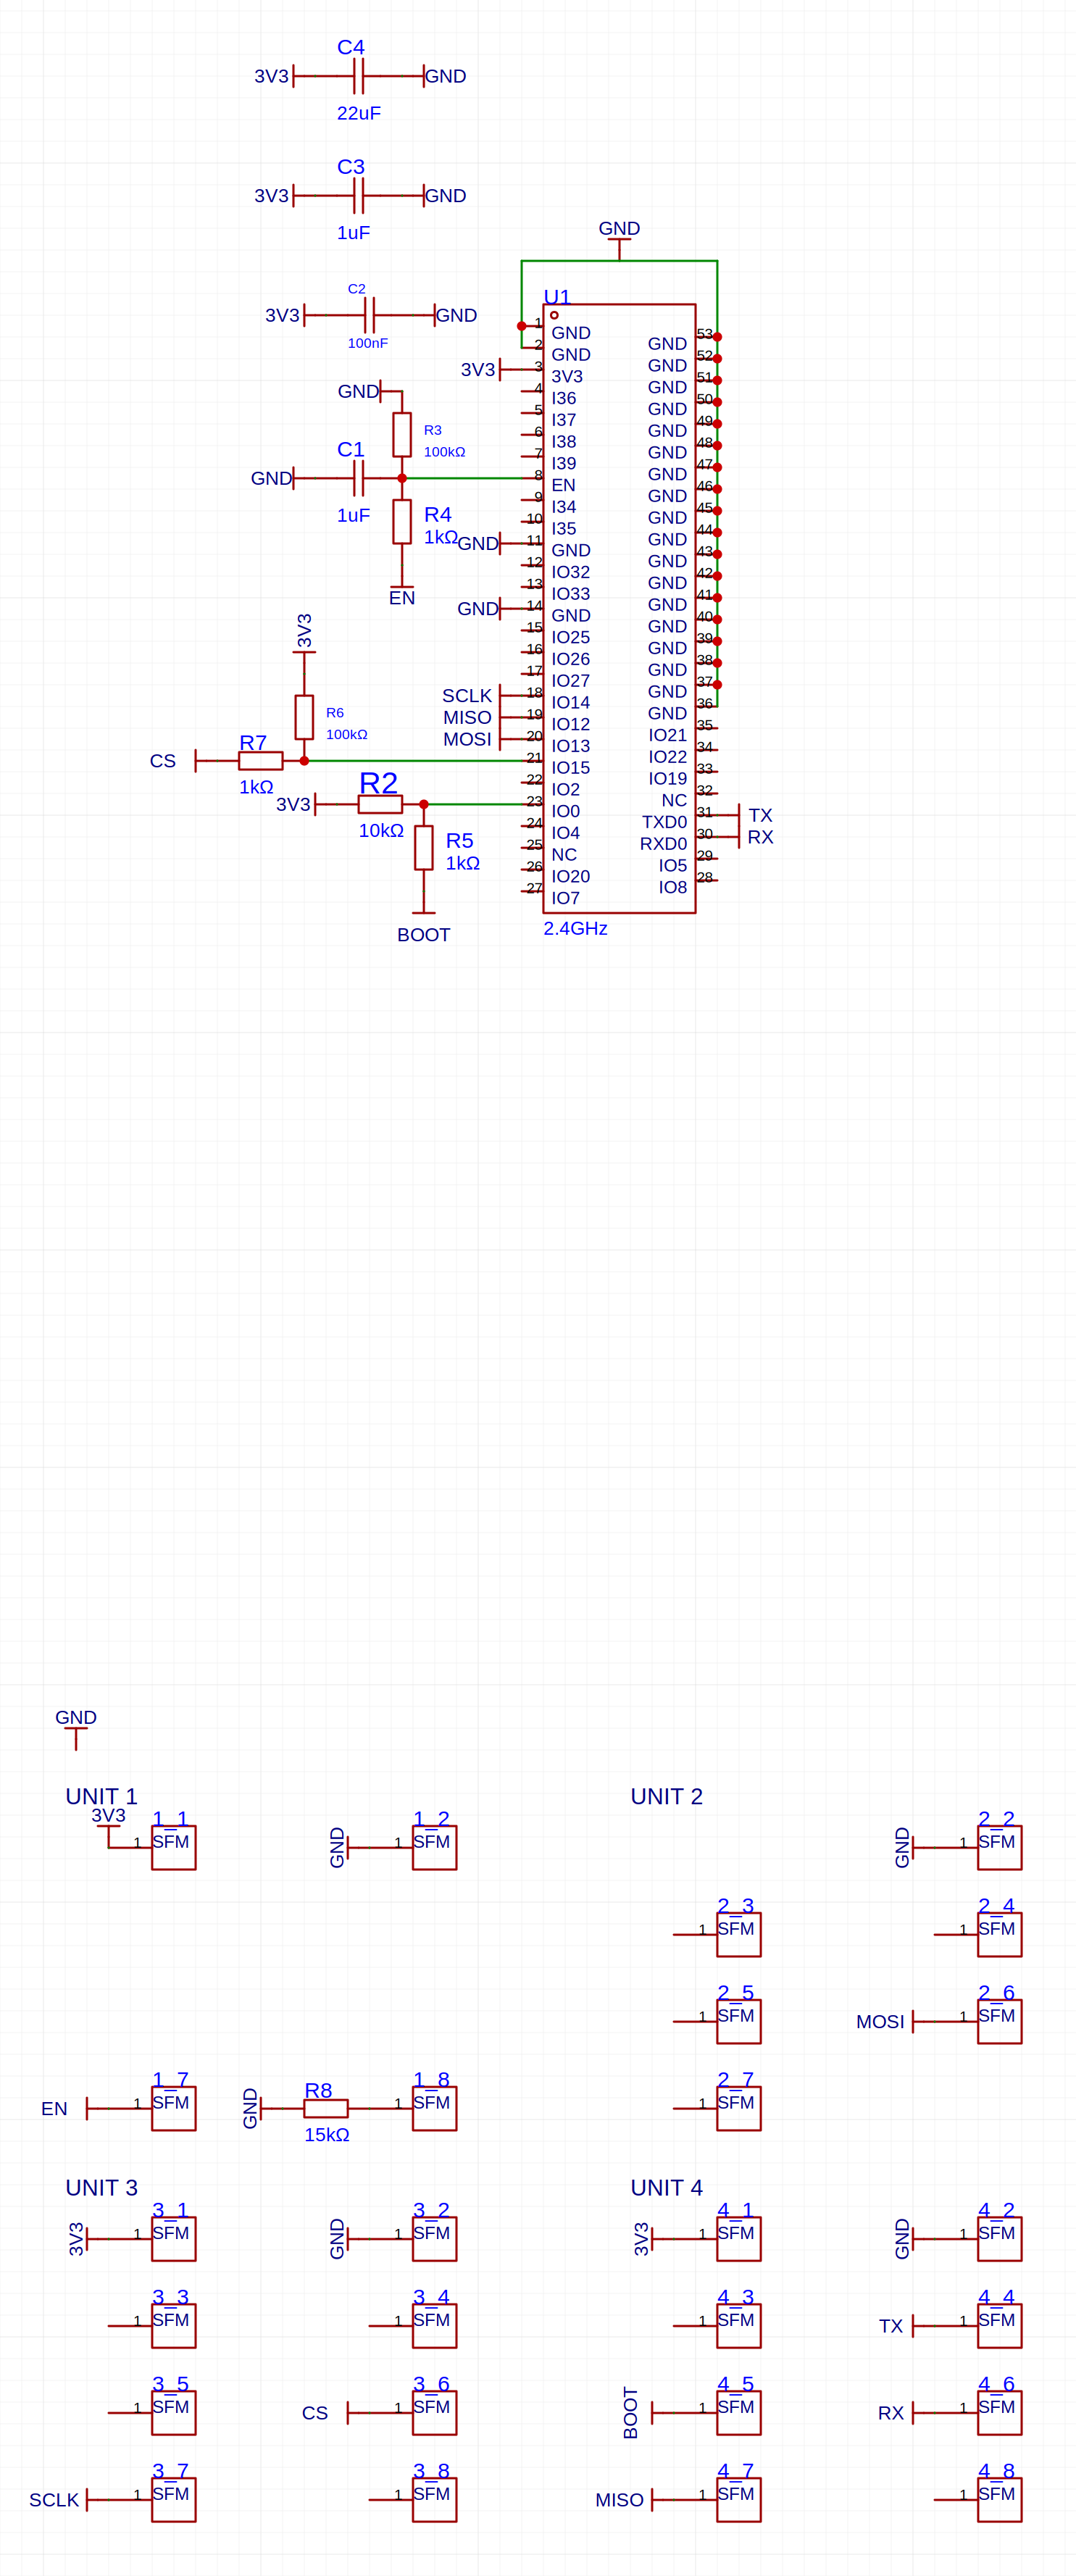 C4
3V3 GND
22uF
C3
3V3 GND
1uF
GND
C2
3V3 GND
100nF
U1
1 GND
2 GND
3V3 3 3V3
4 I36
5 I37
6 I38
7 I39
8 EN
9 I34
10 I35
GND 11 GND
12 IO32
13 IO33
GND 14 GND
15 IO25
16 IO26
17 IO27
SCLK 18 IO14
MISO 19 IO12
MOSI 20 IO13
21 IO15
22 IO2
23 IO0
24 IO4
25 NC
26 IO20
27 IO7
53 GND
52 GND
51 GND
50 GND
49 GND
48 GND
47 GND
46 GND
45 GND
44 GND
43 GND
42 GND
41 GND
40 GND
39 GND
38 GND
37 GND
36 GND
35 IO21
34 IO22
33 IO19
32 NC
31 TXD0 TX
30 RXD0 RX
29 IO5
28 IO8
2.4GHz
GND
R3
100kΩ
C1
GND
1uF
R4
1kΩ
EN
3V3
R6
100kΩ
R7
CS
1kΩ
R2
3V3
10kΩ
R5
1kΩ
BOOT
GND
UNIT 1
3V3
1_1
1 SFM
1_2
GND 1 SFM
1_7
EN 1 SFM
R8
GND
15kΩ
1_8
1 SFM
UNIT 2
2_2
GND 1 SFM
2_3
1 SFM
2_4
1 SFM
2_5
1 SFM
2_6
MOSI 1 SFM
2_7
1 SFM
UNIT 3
3_1
3V3 1 SFM
3_2
GND 1 SFM
3_3
1 SFM
3_4
1 SFM
3_5
1 SFM
3_6
CS 1 SFM
3_7
SCLK 1 SFM
3_8
1 SFM
UNIT 4
4_1
3V3 1 SFM
4_2
GND 1 SFM
4_3
1 SFM
4_4
TX 1 SFM
4_5
BOOT 1 SFM
4_6
RX 1 SFM
4_7
MISO 1 SFM
4_8
1 SFM